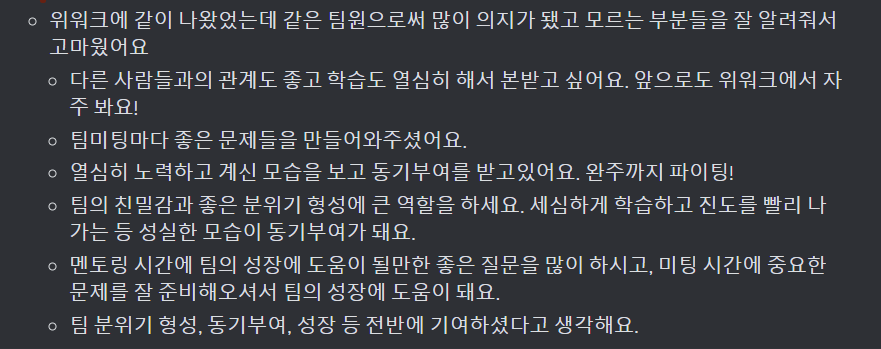 위워크에 같이 나왔었는데 같은 팀원으로써 많이 의지가 됐고 모르는 부분들을 잘 알려줘서
고마웠어요
다른 사람들과의 관계도 좋고 학습도 열심히 해서 본받고 싶어요. 앞으로도 위워크에서 자
주 봐요!
팀미팅마다 좋은 문제들을 만들어와주셨어요.
열심히 노력하고 계신 모습을 보고 동기부여를 받고있어요. 완주까지 파이팅!
팀의 친밀감과 좋은 분위기 형성에 큰 역할을 하세요. 세심하게 학습하고 진도를 빨리 나
가는 등 성실한 모습이 동기부여가 돼요.
멘토링 시간에 팀의 성장에 도움이 될만한 좋은 질문을 많이 하시고, 미팅 시간에 중요한
문제를 잘 준비해오셔서 팀의 성장에 도움이 돼요.
팀 분위기 형성, 동기부여, 성장 등 전반에 기여하셨다고 생각해요.